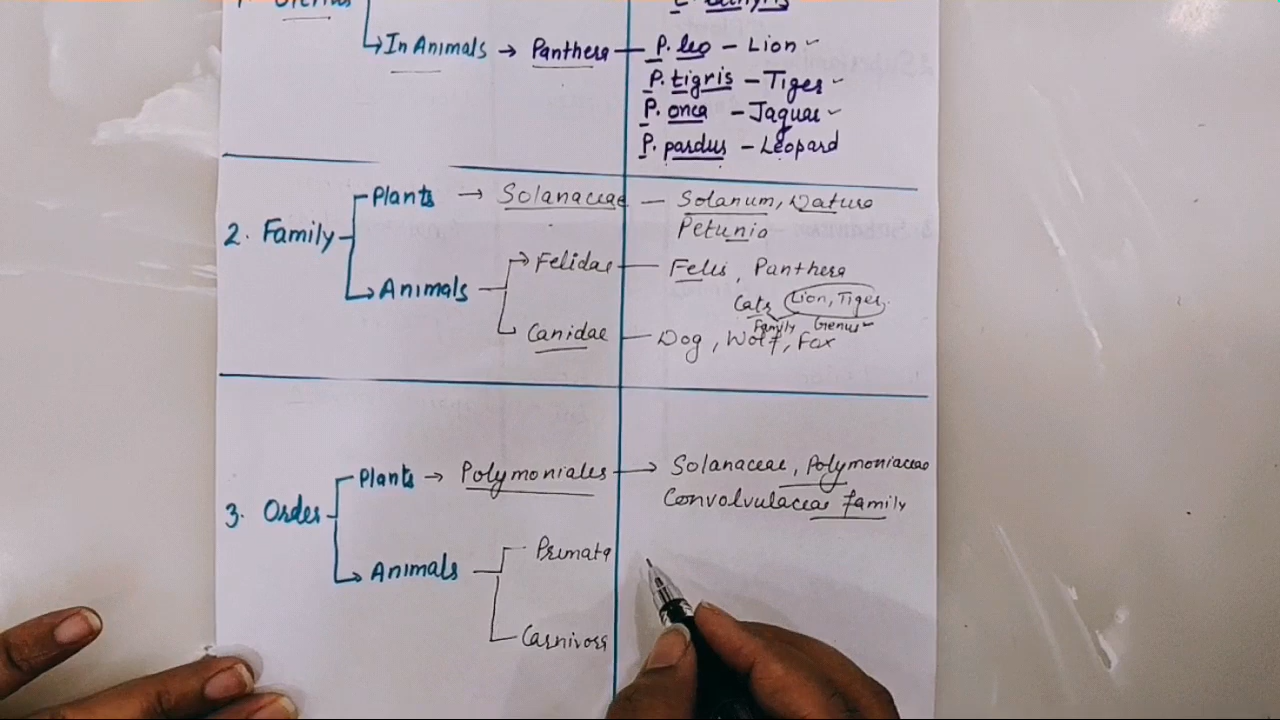 In Animals → Panthera — P. leo – Lion
P. tigris – Tiger
P. onca – Jaguar
P. pardus – Leopard
2. Family
Plants → Solanaceae — Solanum, Datura
Petunia
Animals
Felidae — Felis, Panthera
Cats Lion, Tiger
Family Genus
Canidae — Dog, Wolf, Fox
3. Order
Plants → Polymoniales → Solanaceae, Polymoniaceae
Convolvulaceae family
Animals
Primata
Carnivora